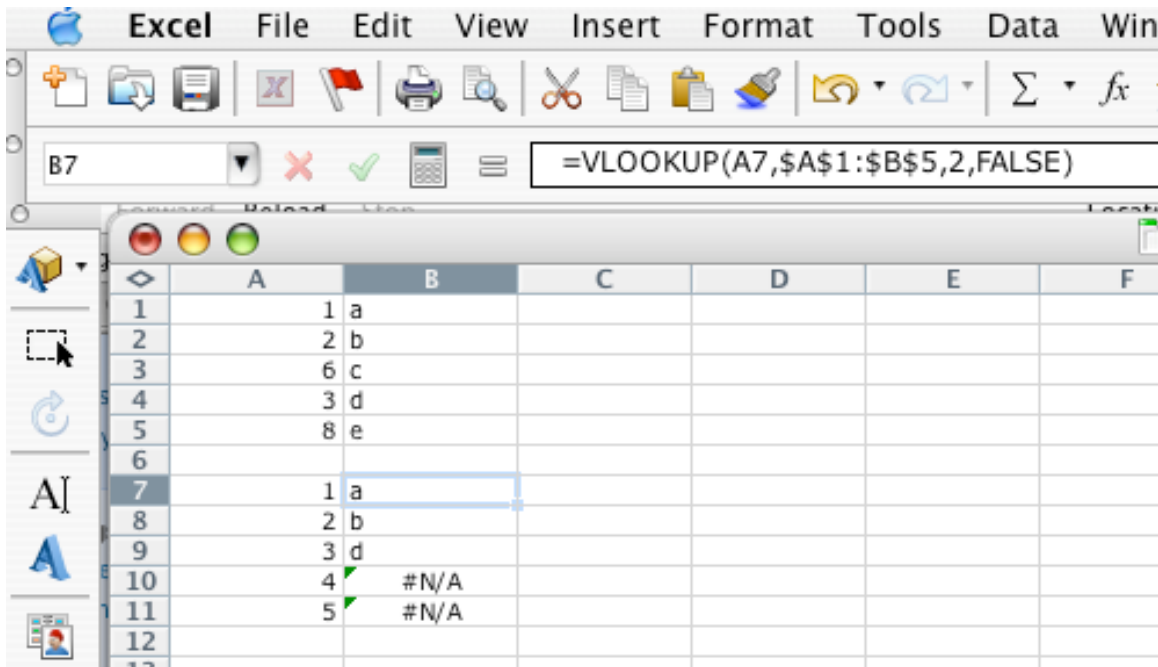 Excel File Edit View Insert Format Tools Data Win
Σ fx
B7 = =VLOOKUP(A7,$A$1:$B$5,2,FALSE)
A B C D E F
1 1 a
2 2 b
3 6 c
4 3 d
5 8 e
6
7 1 a
8 2 b
9 3 d
10 4 #N/A
11 5 #N/A
12